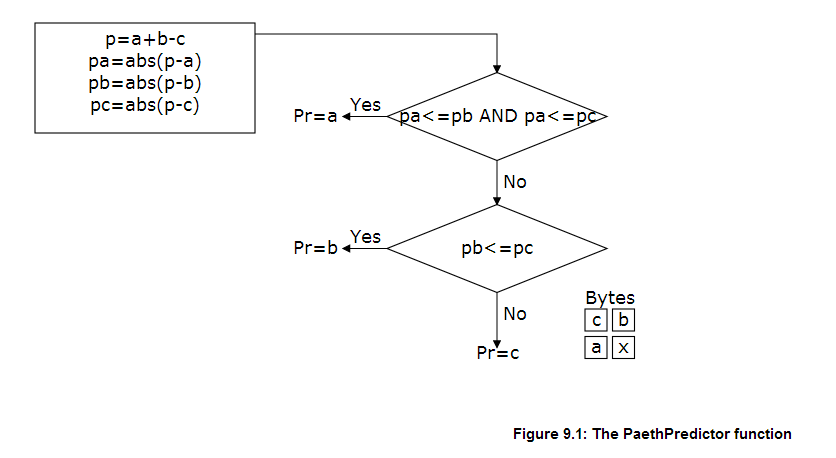 p=a+b-c
pa=abs(p-a)
pb=abs(p-b)
pc=abs(p-c)
Pr=a
Yes
pa<=pb AND pa<=pc
No
Pr=b
Yes
pb<=pc
No
Pr=c
Bytes
c b
a x
Figure 9.1: The PaethPredictor function